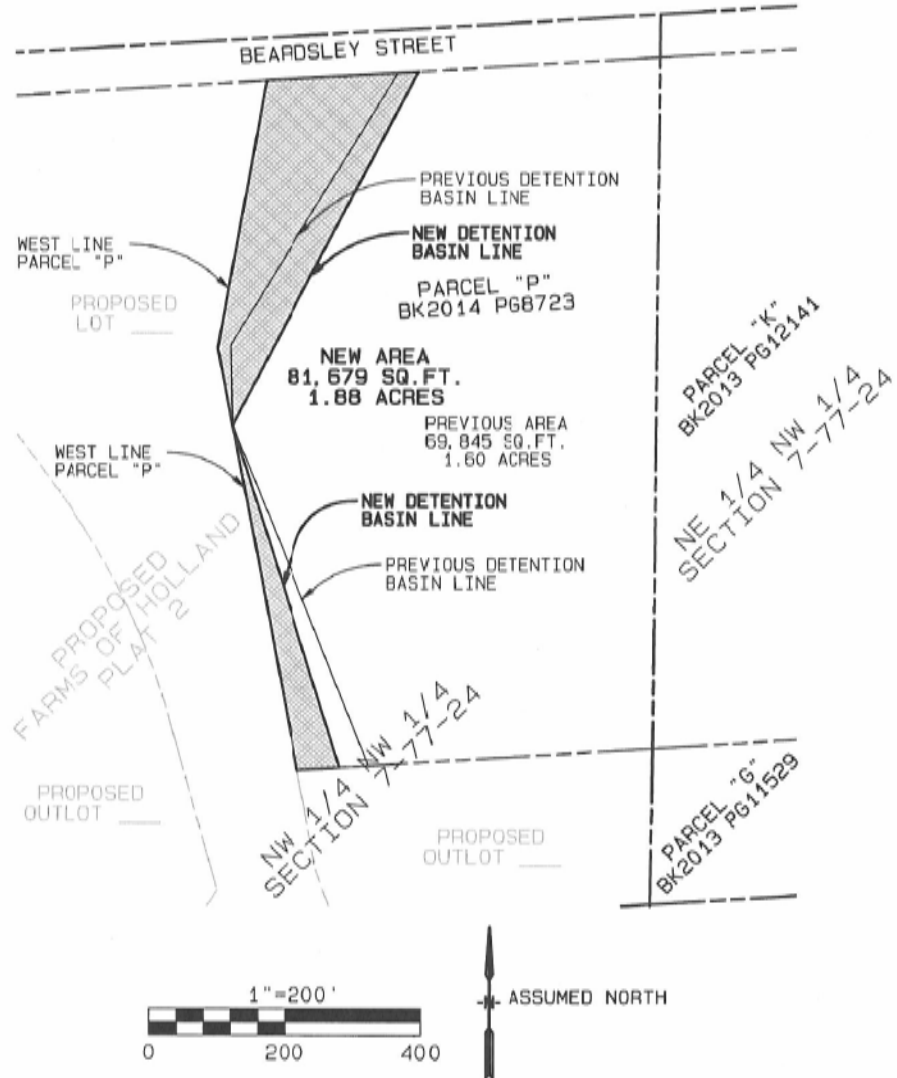 BEARDSLEY STREET
PREVIOUS DETENTION
BASIN LINE
NEW DETENTION
BASIN LINE
WEST LINE
PARCEL "P"
PARCEL "P"
BK2014 PG8723
PROPOSED
LOT ____
PARCEL "K"
BK2013 PG12141
NEW AREA
81,679 SQ.FT.
1.88 ACRES
PREVIOUS AREA
69,845 SQ.FT.
1.60 ACRES
NE 1/4 NW 1/4
SECTION 7-77-24
WEST LINE
PARCEL "P"
NEW DETENTION
BASIN LINE
PREVIOUS DETENTION
BASIN LINE
PROPOSED
FARMS OF HOLLAND
PLAT 2
NW 1/4 NW 1/4
SECTION 7-77-24
PROPOSED
OUTLOT ____
PROPOSED
OUTLOT ____
PARCEL "G"
BK2013 PG11529
1"=200'
0 200 400
ASSUMED NORTH